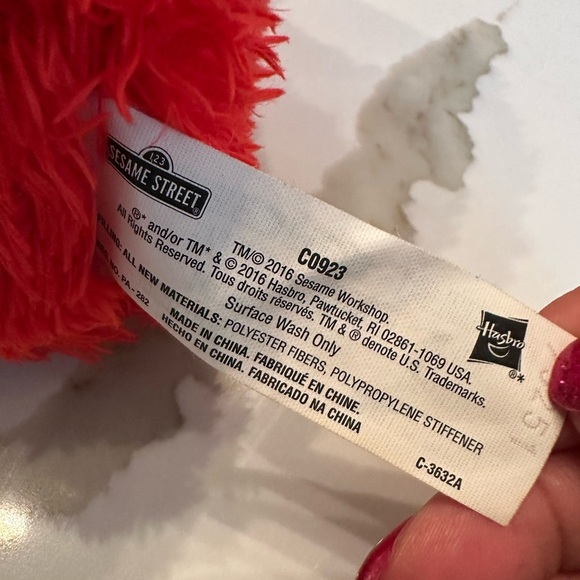 123
SESAME STREET
C0923
TM/© 2016 Sesame Workshop.
®* and/or TM* & © 2016 Hasbro, Pawtucket, RI 02861-1069 USA.
All Rights Reserved. Tous droits réservés. TM & ® denote U.S. Trademarks.
Surface Wash Only
FILLING: ALL NEW MATERIALS: POLYESTER FIBERS, POLYPROPYLENE STIFFENER
NO. PA-282
MADE IN CHINA. FABRIQUÉ EN CHINE.
HECHO EN CHINA. FABRICADO NA CHINA
C-3632A
Hasbro
®*